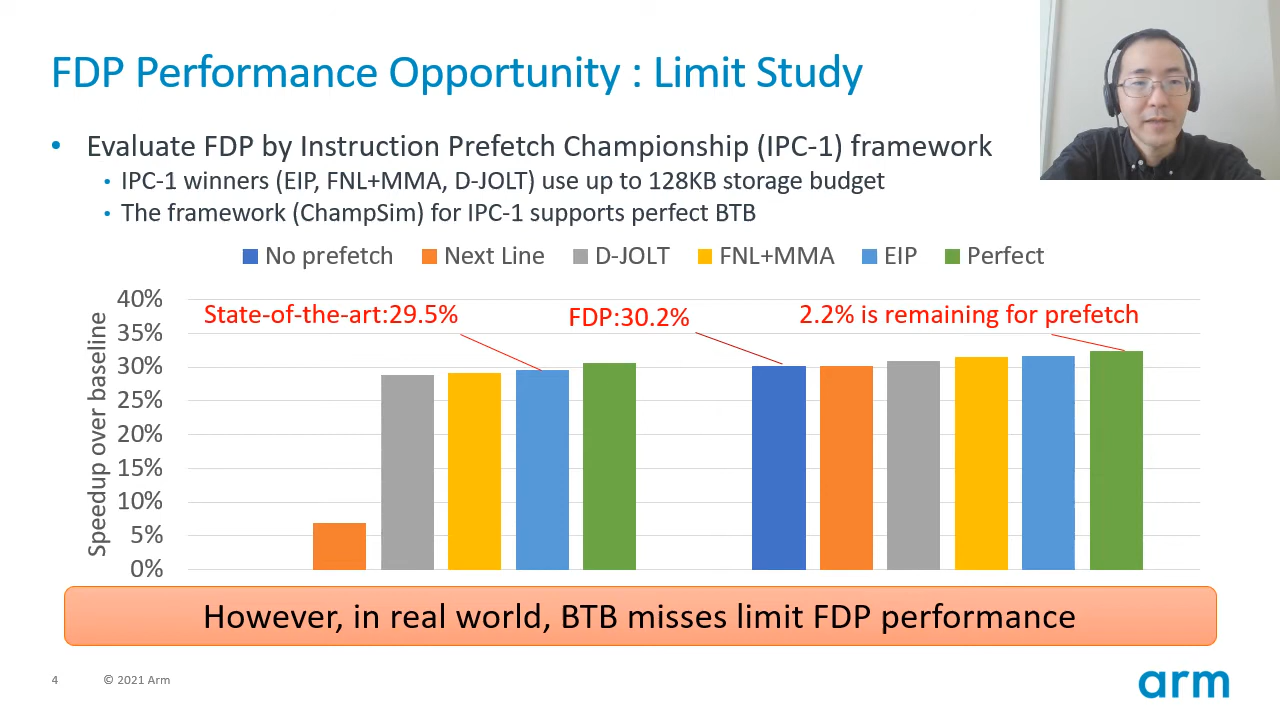 FDP Performance Opportunity : Limit Study
• Evaluate FDP by Instruction Prefetch Championship (IPC-1) framework
• IPC-1 winners (EIP, FNL+MMA, D-JOLT) use up to 128KB storage budget
• The framework (ChampSim) for IPC-1 supports perfect BTB
No prefetch Next Line D-JOLT FNL+MMA EIP Perfect
Speedup over baseline
40%
35%
30%
25%
20%
15%
10%
5%
0%
State-of-the-art:29.5%
FDP:30.2%
2.2% is remaining for prefetch
However, in real world, BTB misses limit FDP performance
4 © 2021 Arm
arm